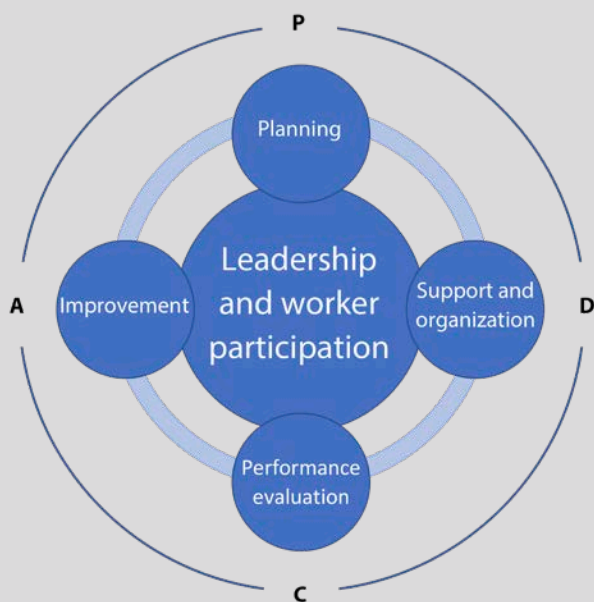 P
Planning
Leadership
and worker
participation
A
Improvement
Support and
organization
D
Performance
evaluation
C